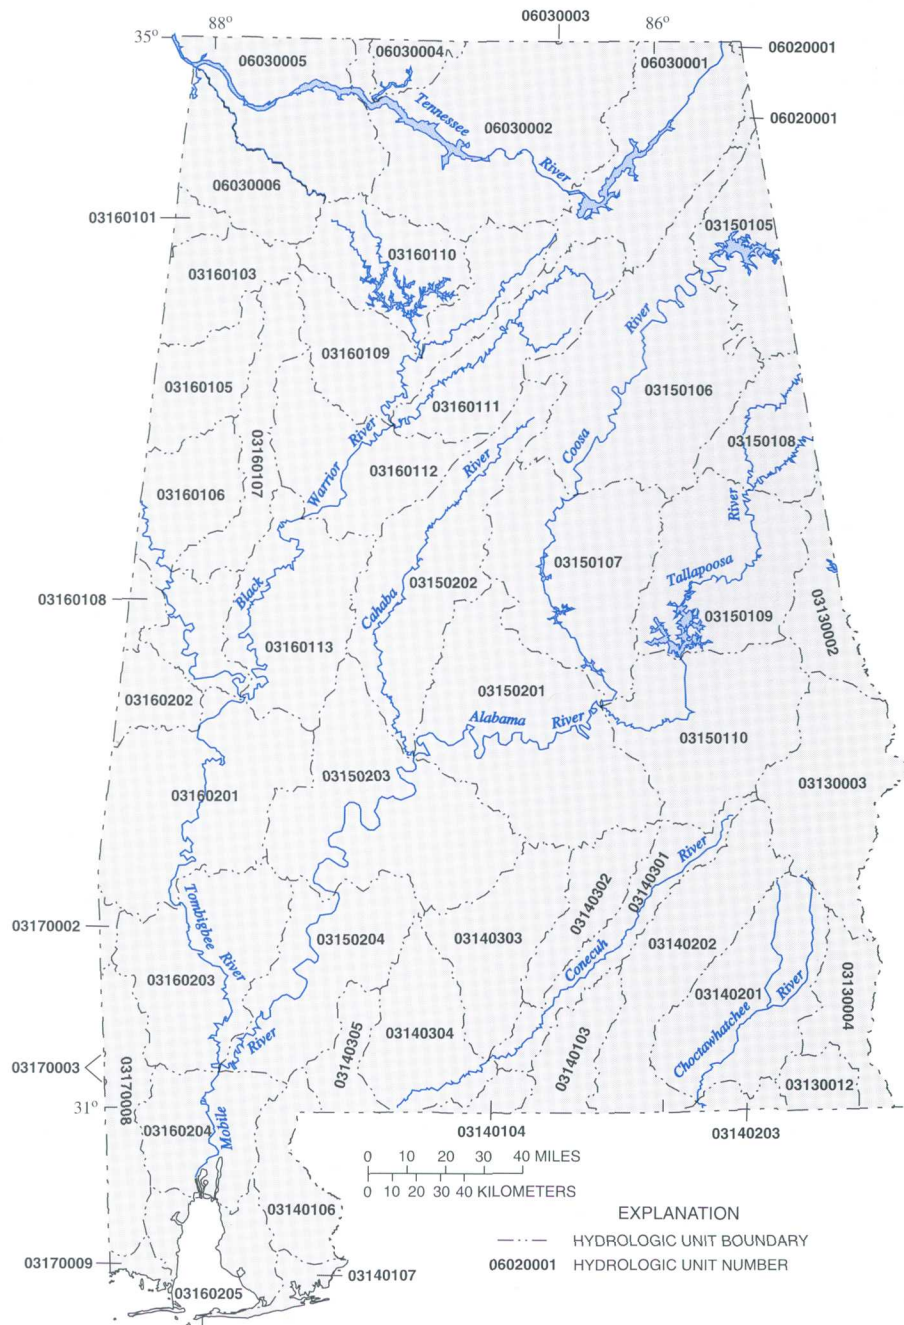 06030003
88°
86°
35°
06030004
06020001
06030005
06030001
Tennessee
06020001
06030002
River
06030006
03160101
03150105
03160110
03160103
River
03160109
03160105
03150106
03160111
River
Coosa
03150108
03160107
River
03160112
03160106
Warrior
River
03150107
Tallapoosa
03150202
Black
03160108
Cahaba
03150109
03130002
03160113
03150201
03160202
Alabama
River
03150110
03150203
03130003
03160201
River
03140301
03140302
Tombigbee
03170002
03150204
03140303
03140202
Conecuh
River
03160203
03140201
River
03130004
03140304
River
03140305
03140103
Choctawhatchee
03170003
03170008
03130012
31°
03160204
Mobile
03140104
03140203
0 10 20 30 40 MILES
0 10 20 30 40 KILOMETERS
03140106
EXPLANATION
HYDROLOGIC UNIT BOUNDARY
03170009
03140107
06020001 HYDROLOGIC UNIT NUMBER
03160205